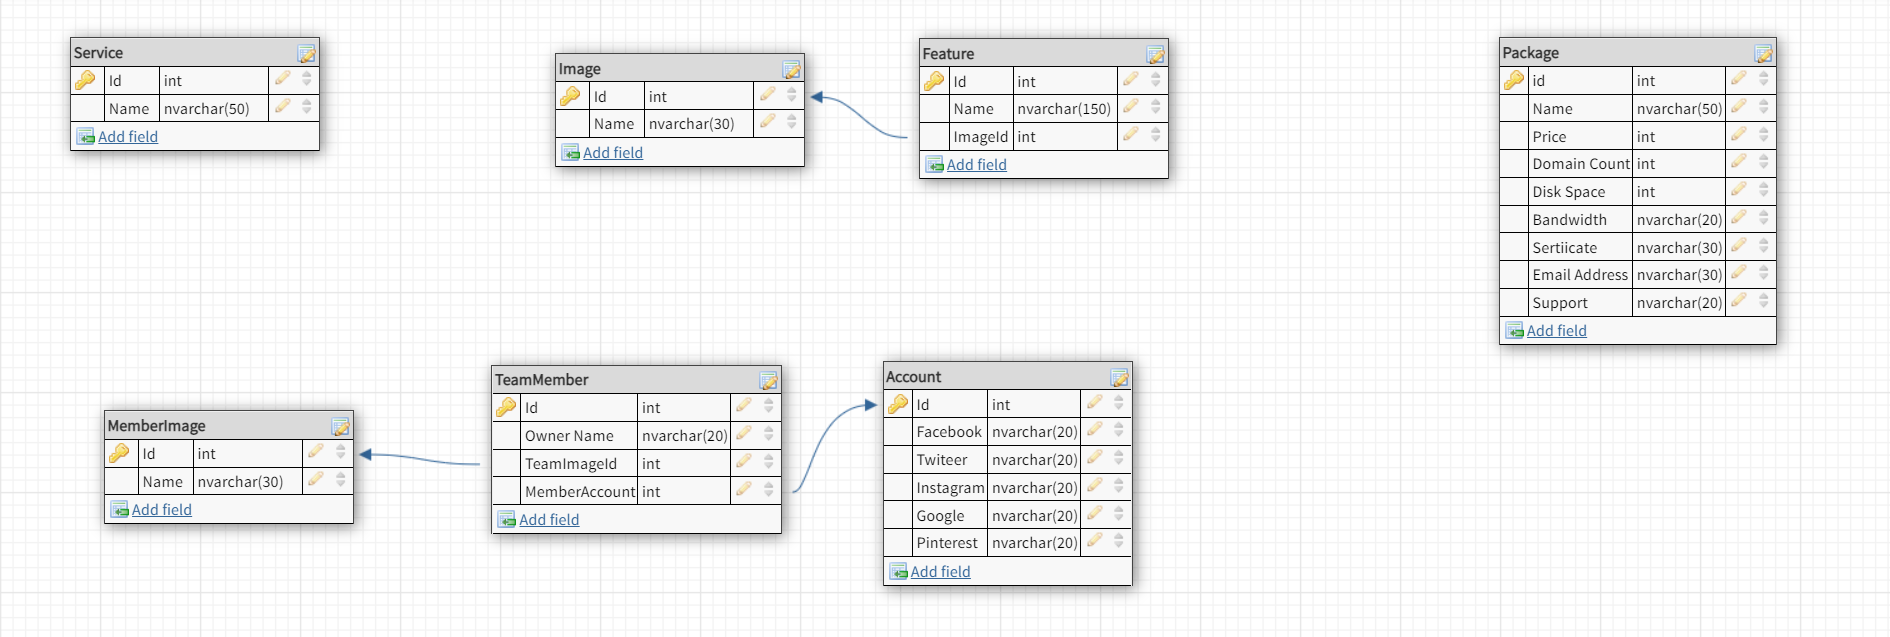 Service
Id int
Name nvarchar(50)
Add field
Image
Id int
Name nvarchar(30)
Add field
Feature
Id int
Name nvarchar(150)
ImageId int
Add field
Package
id int
Name nvarchar(50)
Price int
Domain Count int
Disk Space int
Bandwidth nvarchar(20)
Sertiicate nvarchar(30)
Email Address nvarchar(30)
Support nvarchar(20)
Add field
MemberImage
Id int
Name nvarchar(30)
Add field
TeamMember
Id int
Owner Name nvarchar(20)
TeamImageId int
MemberAccount int
Add field
Account
Id int
Facebook nvarchar(20)
Twiteer nvarchar(20)
Instagram nvarchar(20)
Google nvarchar(20)
Pinterest nvarchar(20)
Add field